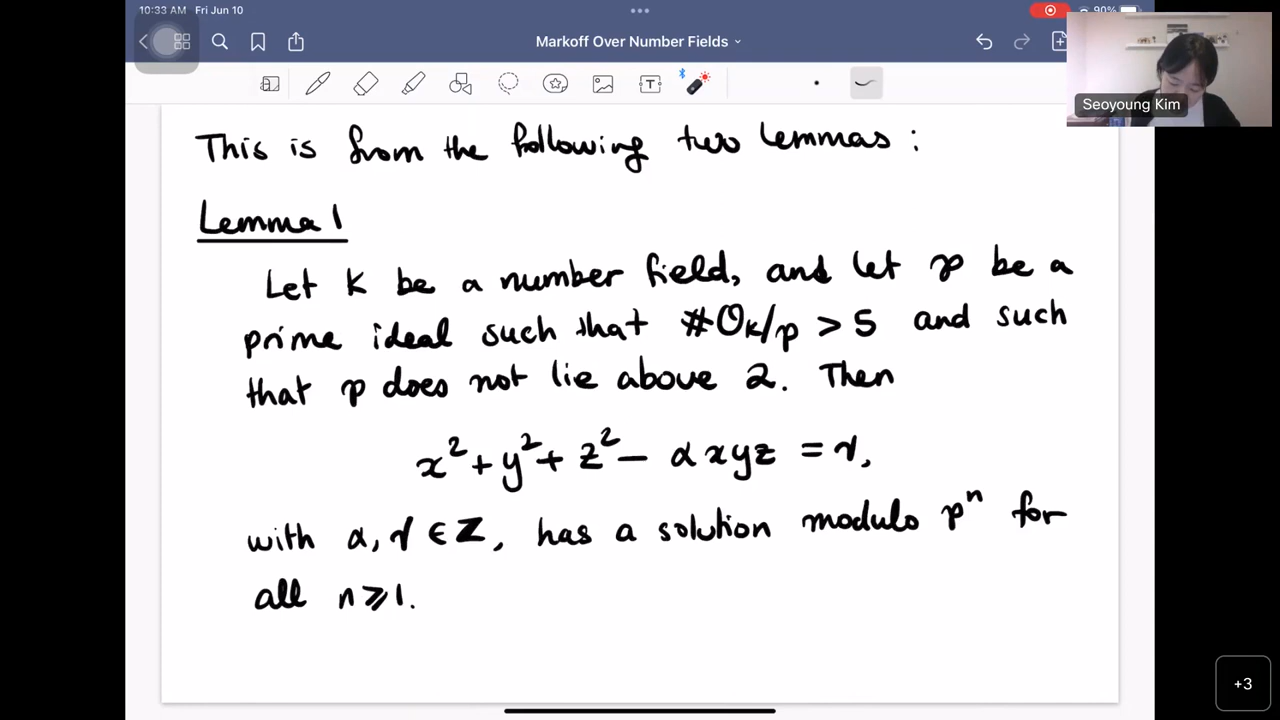 10:33 AM Fri Jun 10
90%
Markoff Over Number Fields
Seoyoung Kim
This is from the following two lemmas :
Lemma 1
Let K be a number field, and let 𝔭 be a
prime ideal such that #𝒪_K/𝔭 > 5 and such
that 𝔭 does not lie above 2. Then
x² + y² + z² − αxyz = γ,
with α, γ ∈ ℤ, has a solution modulo 𝔭ⁿ for
all n ⩾ 1.
+3